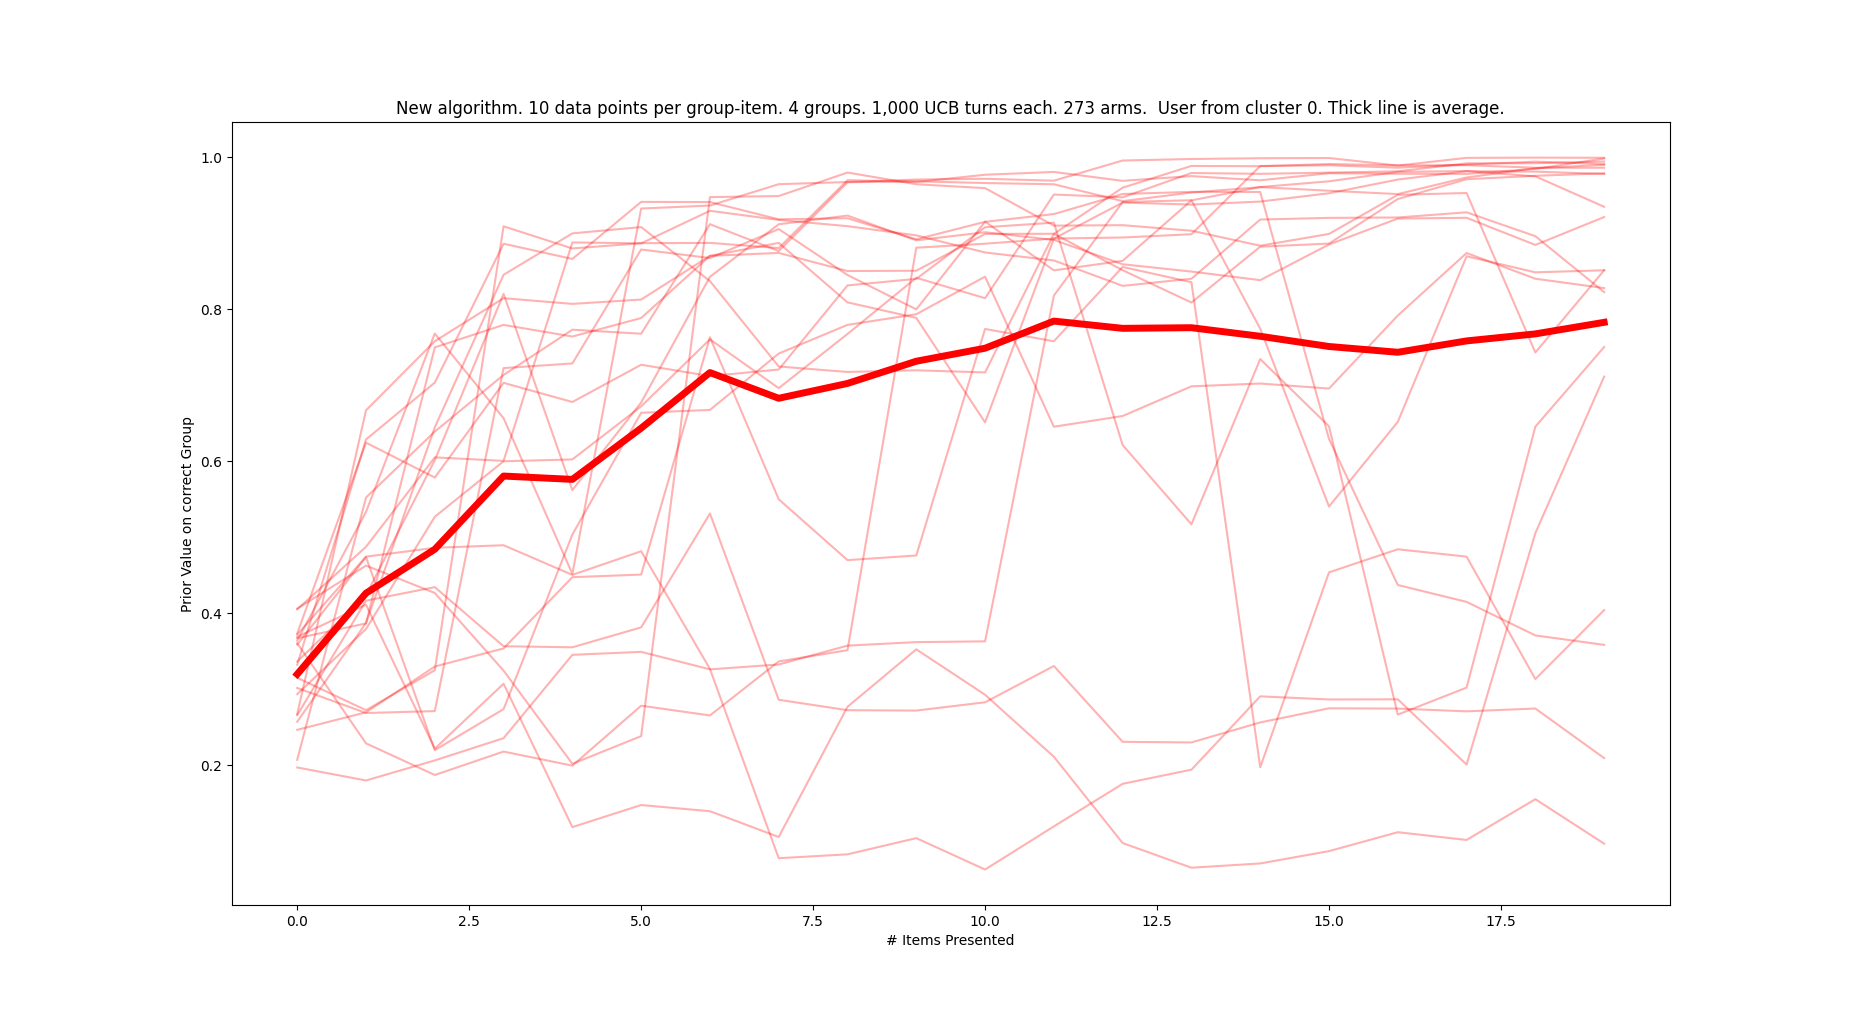 New algorithm. 10 data points per group-item. 4 groups. 1,000 UCB turns each. 273 arms.  User from cluster 0. Thick line is average.
1.0
0.8
0.6
0.4
0.2
Prior Value on correct Group
0.0 2.5 5.0 7.5 10.0 12.5 15.0 17.5
# Items Presented